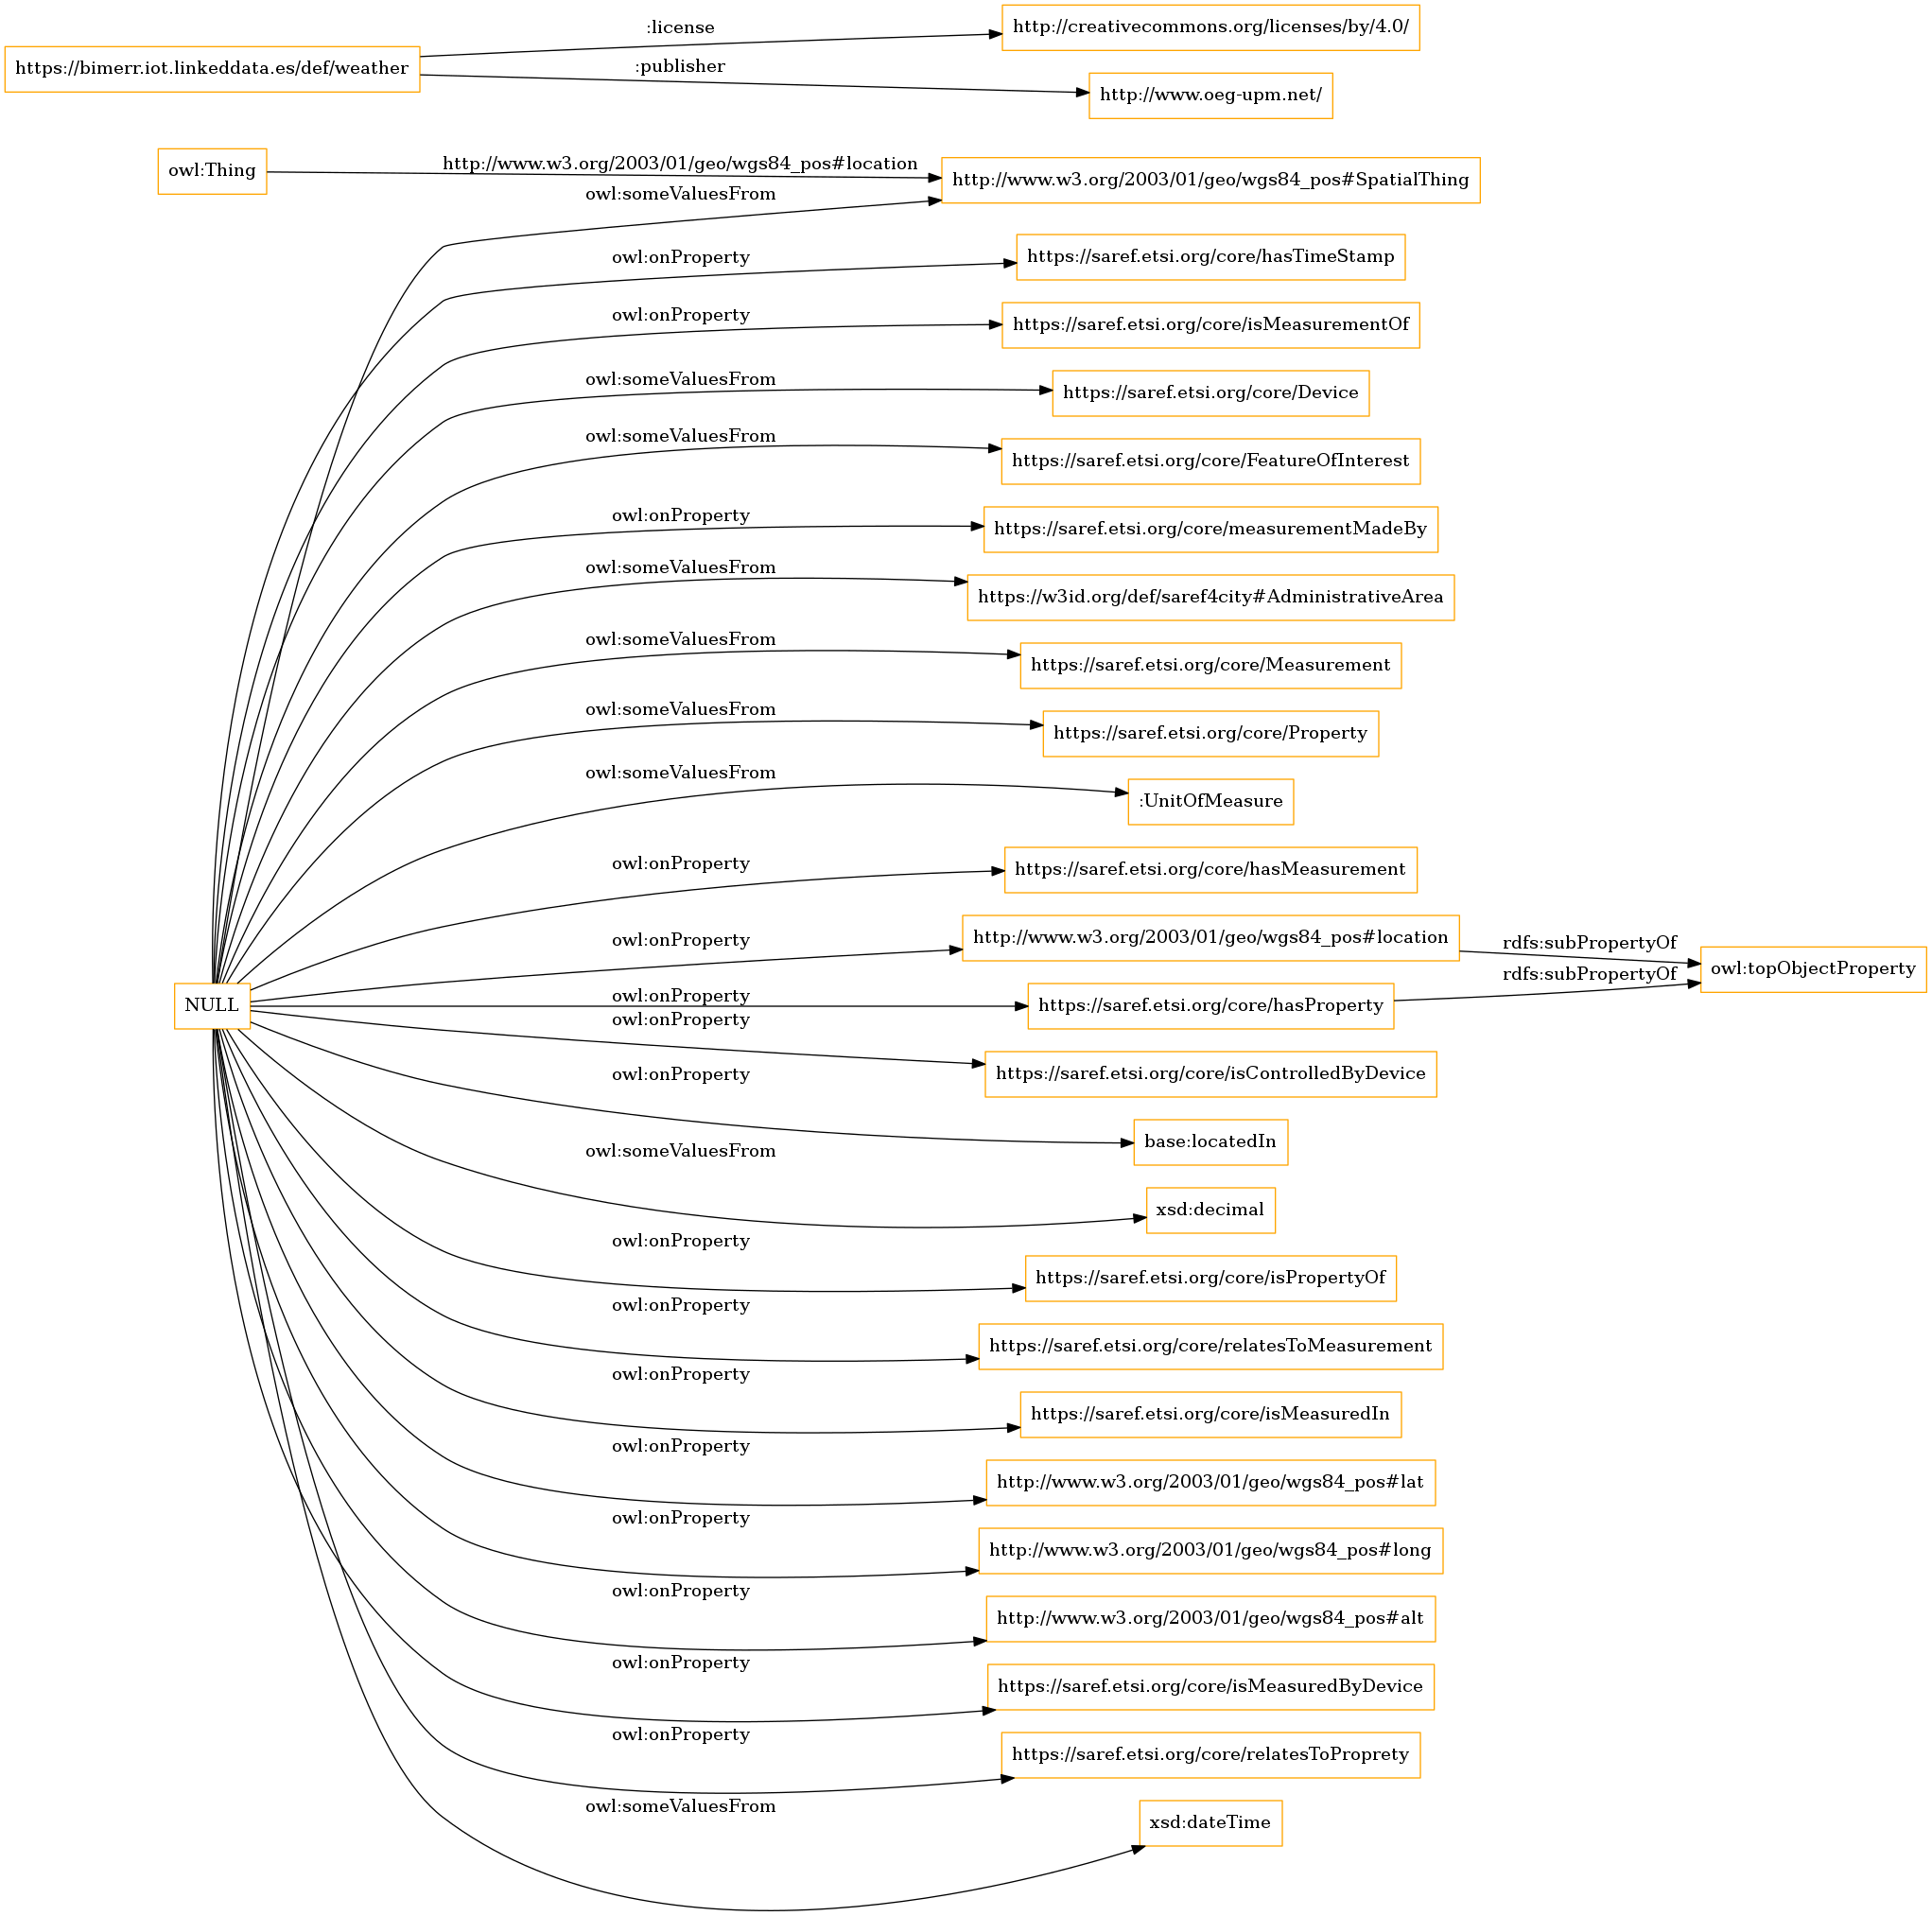 :license
http://creativecommons.org/licenses/by/4.0/
https://bimerr.iot.linkeddata.es/def/weather
:publisher
http://www.oeg-upm.net/
owl:Thing
http://www.w3.org/2003/01/geo/wgs84_pos#location
http://www.w3.org/2003/01/geo/wgs84_pos#SpatialThing
owl:someValuesFrom
owl:onProperty
https://saref.etsi.org/core/hasTimeStamp
owl:onProperty
https://saref.etsi.org/core/isMeasurementOf
owl:someValuesFrom
https://saref.etsi.org/core/Device
owl:someValuesFrom
https://saref.etsi.org/core/FeatureOfInterest
owl:onProperty
https://saref.etsi.org/core/measurementMadeBy
owl:someValuesFrom
https://w3id.org/def/saref4city#AdministrativeArea
owl:someValuesFrom
https://saref.etsi.org/core/Measurement
owl:someValuesFrom
https://saref.etsi.org/core/Property
owl:someValuesFrom
:UnitOfMeasure
owl:onProperty
https://saref.etsi.org/core/hasMeasurement
owl:onProperty
http://www.w3.org/2003/01/geo/wgs84_pos#location
rdfs:subPropertyOf
owl:topObjectProperty
rdfs:subPropertyOf
NULL
owl:onProperty
https://saref.etsi.org/core/hasProperty
owl:onProperty
https://saref.etsi.org/core/isControlledByDevice
owl:onProperty
base:locatedIn
owl:someValuesFrom
xsd:decimal
owl:onProperty
https://saref.etsi.org/core/isPropertyOf
owl:onProperty
https://saref.etsi.org/core/relatesToMeasurement
owl:onProperty
https://saref.etsi.org/core/isMeasuredIn
owl:onProperty
http://www.w3.org/2003/01/geo/wgs84_pos#lat
owl:onProperty
http://www.w3.org/2003/01/geo/wgs84_pos#long
owl:onProperty
http://www.w3.org/2003/01/geo/wgs84_pos#alt
owl:onProperty
https://saref.etsi.org/core/isMeasuredByDevice
owl:onProperty
https://saref.etsi.org/core/relatesToProprety
owl:someValuesFrom
xsd:dateTime